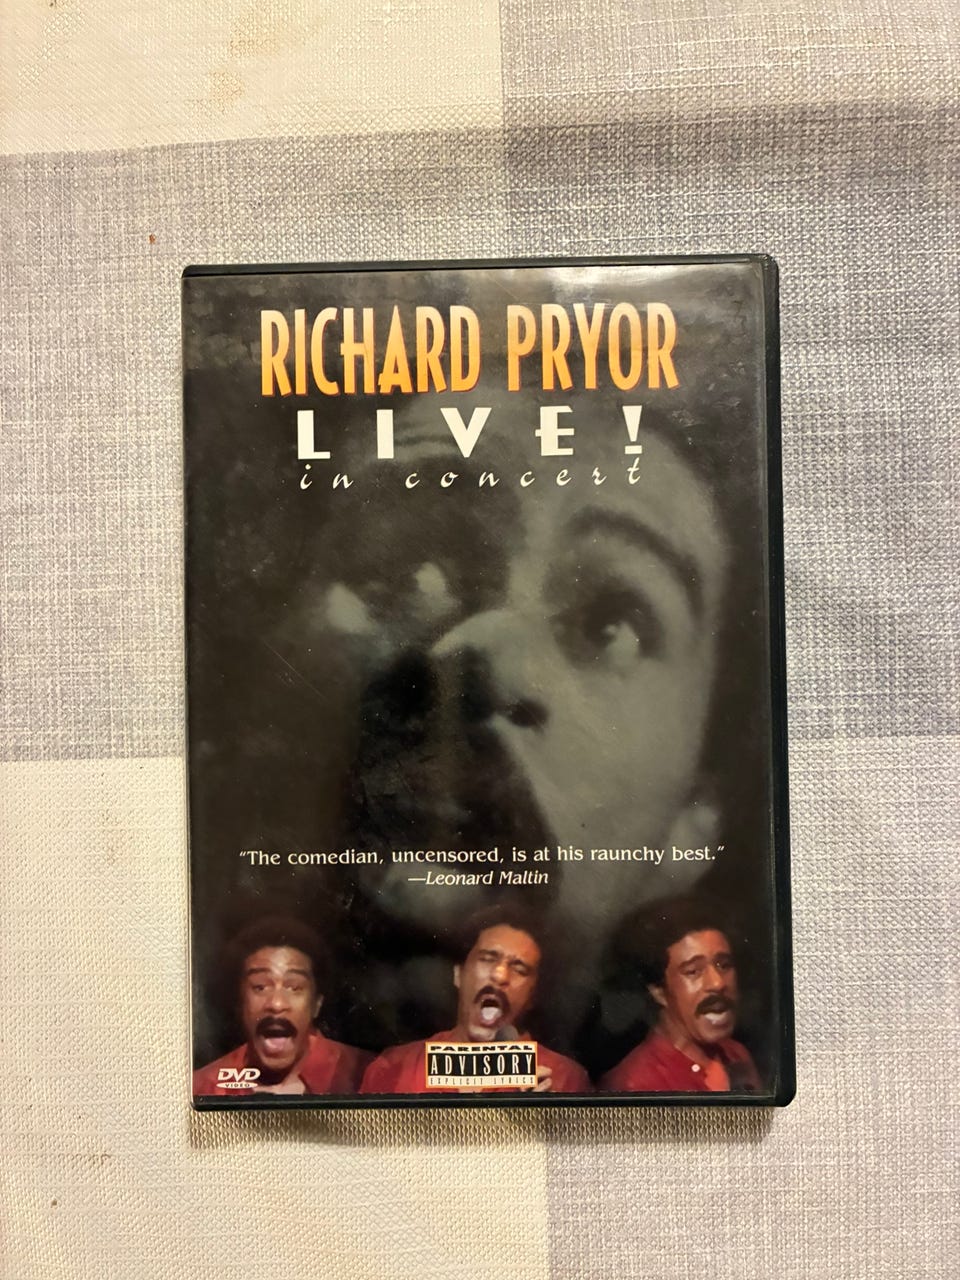 RICHARD PRYOR
LIVE!
in concert
“The comedian, uncensored, is at his raunchy best.”
—Leonard Maltin
PARENTAL
ADVISORY
EXPLICIT LYRICS
DVD
VIDEO